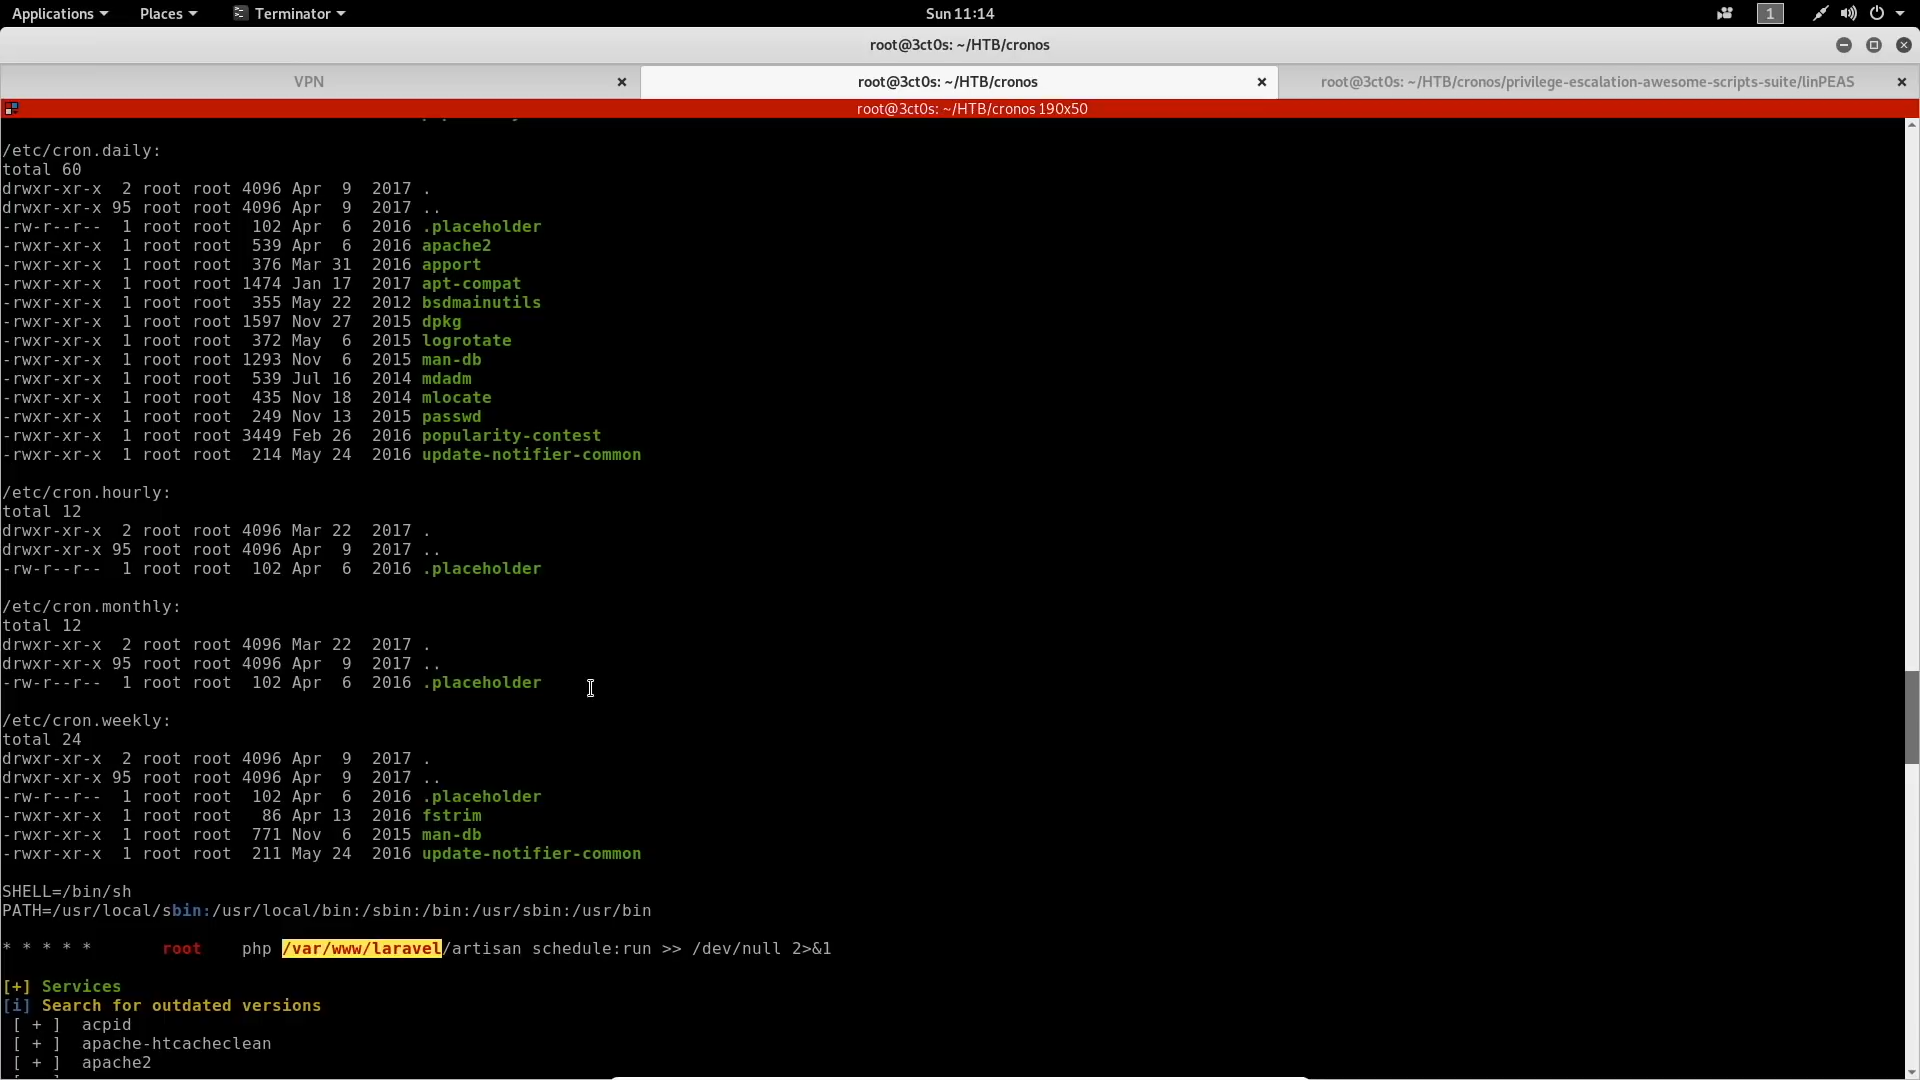 Applications Places Terminator Sun 11:14 1
root@3ct0s: ~/HTB/cronos
VPN root@3ct0s: ~/HTB/cronos root@3ct0s: ~/HTB/cronos/privilege-escalation-awesome-scripts-suite/linPEAS
root@3ct0s: ~/HTB/cronos 190x50
/etc/cron.daily:
total 60
drwxr-xr-x  2 root root 4096 Apr  9  2017 .
drwxr-xr-x 95 root root 4096 Apr  9  2017 ..
-rw-r--r--  1 root root  102 Apr  6  2016 .placeholder
-rwxr-xr-x  1 root root  539 Apr  6  2016 apache2
-rwxr-xr-x  1 root root  376 Mar 31  2016 apport
-rwxr-xr-x  1 root root 1474 Jan 17  2017 apt-compat
-rwxr-xr-x  1 root root  355 May 22  2012 bsdmainutils
-rwxr-xr-x  1 root root 1597 Nov 27  2015 dpkg
-rwxr-xr-x  1 root root  372 May  6  2015 logrotate
-rwxr-xr-x  1 root root 1293 Nov  6  2015 man-db
-rwxr-xr-x  1 root root  539 Jul 16  2014 mdadm
-rwxr-xr-x  1 root root  435 Nov 18  2014 mlocate
-rwxr-xr-x  1 root root  249 Nov 13  2015 passwd
-rwxr-xr-x  1 root root 3449 Feb 26  2016 popularity-contest
-rwxr-xr-x  1 root root  214 May 24  2016 update-notifier-common
/etc/cron.hourly:
total 12
drwxr-xr-x  2 root root 4096 Mar 22  2017 .
drwxr-xr-x 95 root root 4096 Apr  9  2017 ..
-rw-r--r--  1 root root  102 Apr  6  2016 .placeholder
/etc/cron.monthly:
total 12
drwxr-xr-x  2 root root 4096 Mar 22  2017 .
drwxr-xr-x 95 root root 4096 Apr  9  2017 ..
-rw-r--r--  1 root root  102 Apr  6  2016 .placeholder
/etc/cron.weekly:
total 24
drwxr-xr-x  2 root root 4096 Apr  9  2017 .
drwxr-xr-x 95 root root 4096 Apr  9  2017 ..
-rw-r--r--  1 root root  102 Apr  6  2016 .placeholder
-rwxr-xr-x  1 root root   86 Apr 13  2016 fstrim
-rwxr-xr-x  1 root root  771 Nov  6  2015 man-db
-rwxr-xr-x  1 root root  211 May 24  2016 update-notifier-common
SHELL=/bin/sh
PATH=/usr/local/sbin:/usr/local/bin:/sbin:/bin:/usr/sbin:/usr/bin
* * * * *       root    php /var/www/laravel/artisan schedule:run >> /dev/null 2>&1
[+] Services
[i] Search for outdated versions
[ + ]  acpid
[ + ]  apache-htcacheclean
[ + ]  apache2